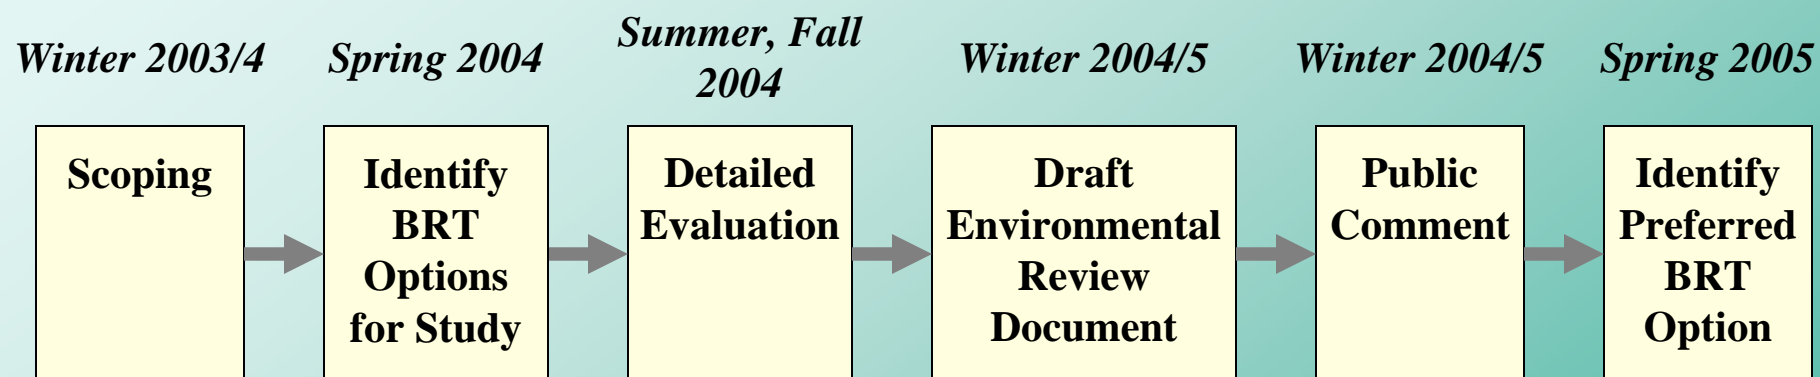 Winter 2003/4
Spring 2004
Summer, Fall
2004
Winter 2004/5
Winter 2004/5
Spring 2005
Scoping
Identify
BRT
Options
for Study
Detailed
Evaluation
Draft
Environmental
Review
Document
Public
Comment
Identify
Preferred
BRT
Option